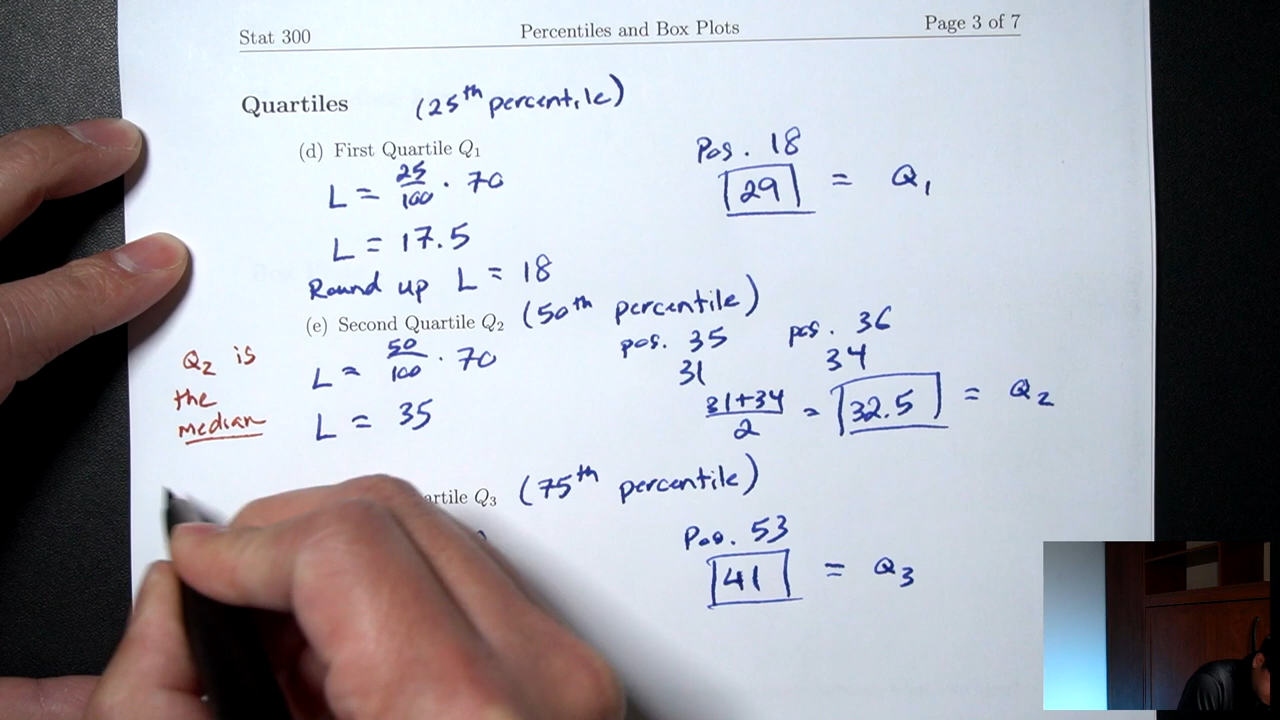 Stat 300 Percentiles and Box Plots Page 3 of 7
Quartiles (25th percentile)
(d) First Quartile Q1
L = 25/100 · 70
L = 17.5
Round up L = 18
Pos. 18
29 = Q1
(e) Second Quartile Q2 (50th percentile)
L = 50/100 · 70
L = 35
pos. 35 pos. 36
31 34
31+34/2 = 32.5 = Q2
Q2 is
the
median
artile Q3 (75th percentile)
Pos. 53
41 = Q3